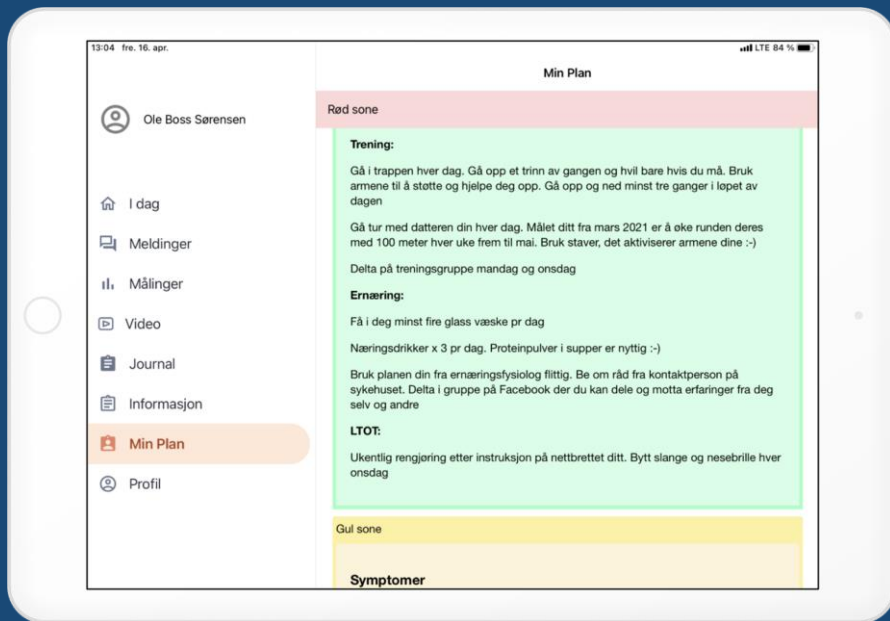 13:04 fre. 16. apr.
LTE 84 %
Min Plan
Ole Boss Sørensen
I dag
Meldinger
Målinger
Video
Journal
Informasjon
Min Plan
Profil
Rød sone
Trening:
Gå i trappen hver dag. Gå opp et trinn av gangen og hvil bare hvis du må. Bruk
armene til å støtte og hjelpe deg opp. Gå opp og ned minst tre ganger i løpet av
dagen
Gå tur med datteren din hver dag. Målet ditt fra mars 2021 er å øke runden deres
med 100 meter hver uke frem til mai. Bruk staver, det aktiviserer armene dine :-)
Delta på treningsgruppe mandag og onsdag
Ernæring:
Få i deg minst fire glass væske pr dag
Næringsdrikker x 3 pr dag. Proteinpulver i supper er nyttig :-)
Bruk planen din fra ernæringsfysiolog flittig. Be om råd fra kontaktperson på
sykehuset. Delta i gruppe på Facebook der du kan dele og motta erfaringer fra deg
selv og andre
LTOT:
Ukentlig rengjøring etter instruksjon på nettbrettet ditt. Bytt slange og nesebrille hver
onsdag
Gul sone
Symptomer